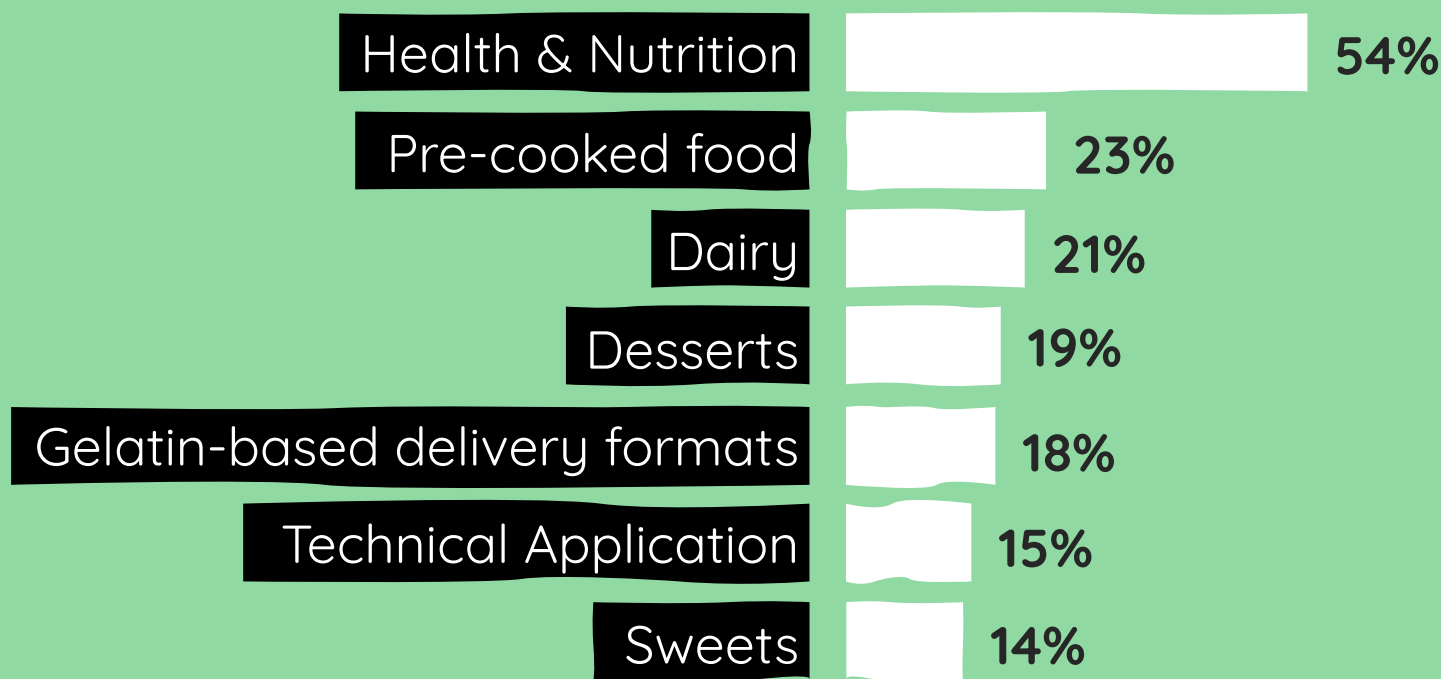 Health & Nutrition 54%
Pre-cooked food 23%
Dairy 21%
Desserts 19%
Gelatin-based delivery formats 18%
Technical Application 15%
Sweets 14%